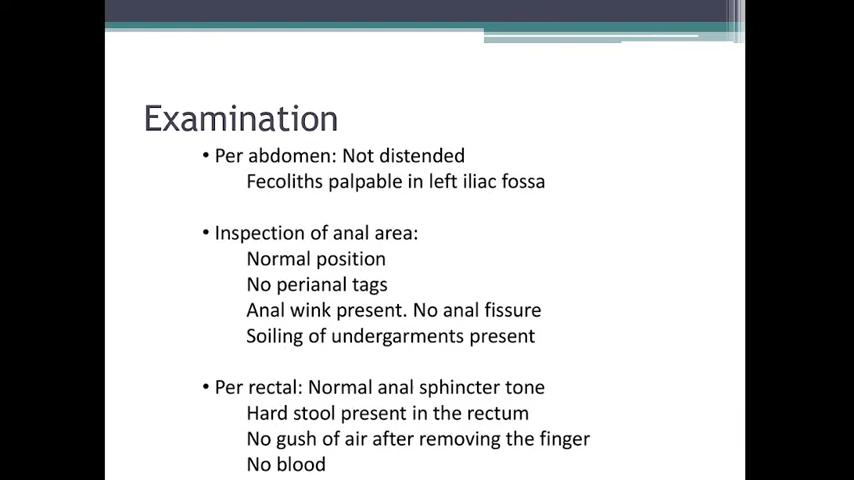 Examination
• Per abdomen: Not distended
Fecoliths palpable in left iliac fossa
• Inspection of anal area:
Normal position
No perianal tags
Anal wink present. No anal fissure
Soiling of undergarments present
• Per rectal: Normal anal sphincter tone
Hard stool present in the rectum
No gush of air after removing the finger
No blood